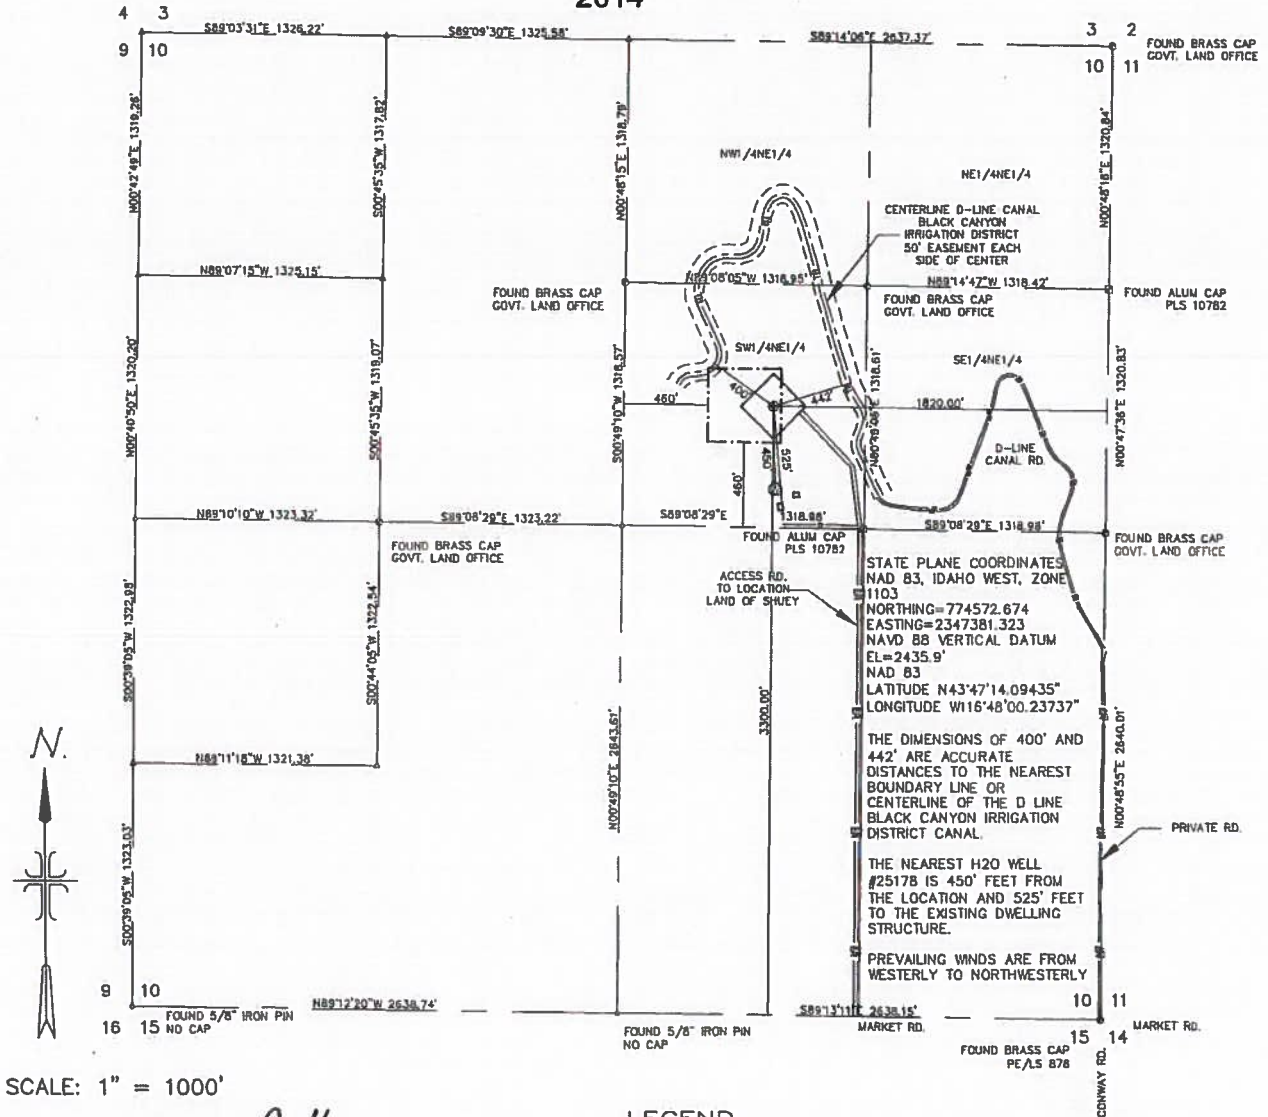 2614
4 3
9 10
S89°03'31"E 1326.22'
S89°09'30"E 1325.58'
S89°14'06"E 2637.37'
3 2
10 11
FOUND BRASS CAP
GOVT. LAND OFFICE
N00°42'49"E 1319.26'
S00°45'35"W 1317.82'
N00°48'15"E 1318.79'
N00°48'18"E 1320.84'
NW1/4NE1/4
NE1/4NE1/4
CENTERLINE D-LINE CANAL
BLACK CANYON
IRRIGATION DISTRICT
50' EASEMENT EACH
SIDE OF CENTER
N89°07'15"W 1325.15'
N89°08'05"W 1318.95'
N89°14'47"W 1318.42'
FOUND BRASS CAP
GOVT. LAND OFFICE
FOUND BRASS CAP
GOVT. LAND OFFICE
FOUND ALUM CAP
PLS 10782
N00°40'50"E 1320.20'
S00°45'35"W 1319.07'
S00°49'10"W 1318.57'
SW1/4NE1/4
1318.61'
SE1/4NE1/4
N00°47'36"E 1320.83'
460'
400'
442'
1820.00'
D-LINE
CANAL RD.
450'
525'
460'
N89°10'10"W 1323.32'
S89°08'29"E 1323.22'
S89°08'29"E
1318.98'
S89°08'29"E 1318.98'
FOUND BRASS CAP
GOVT. LAND OFFICE
FOUND ALUM CAP
PLS 10782
FOUND BRASS CAP
GOVT. LAND OFFICE
ACCESS RD.
TO LOCATION
LAND OF SHUEY
STATE PLANE COORDINATES
NAD 83, IDAHO WEST, ZONE
1103
NORTHING=774572.674
EASTING=2347381.323
NAVD 88 VERTICAL DATUM
EL=2435.9'
NAD 83
LATITUDE N43°47'14.09435"
LONGITUDE W116°48'00.23737"
S00°39'05"W 1322.98'
S00°44'05"W 1322.54'
N00°49'10"E 2643.61'
3300.00'
N00°48'55"E 2640.01'
THE DIMENSIONS OF 400' AND
442' ARE ACCURATE
DISTANCES TO THE NEAREST
BOUNDARY LINE OR
CENTERLINE OF THE D LINE
BLACK CANYON IRRIGATION
DISTRICT CANAL.
N.
N89°11'18"W 1321.38'
PRIVATE RD.
THE NEAREST H2O WELL
#25178 IS 450' FEET FROM
THE LOCATION AND 525' FEET
TO THE EXISTING DWELLING
STRUCTURE.
S00°39'05"W 1323.03'
PREVAILING WINDS ARE FROM
WESTERLY TO NORTHWESTERLY
9 10
16 15
FOUND 5/8" IRON PIN
NO CAP
N89°12'20"W 2638.74'
FOUND 5/8" IRON PIN
NO CAP
S89°13'11"E 2638.15'
MARKET RD.
10 11
15 14
MARKET RD.
FOUND BRASS CAP
PE/LS 878
CONWAY RD.
SCALE: 1" = 1000'
LEGEND